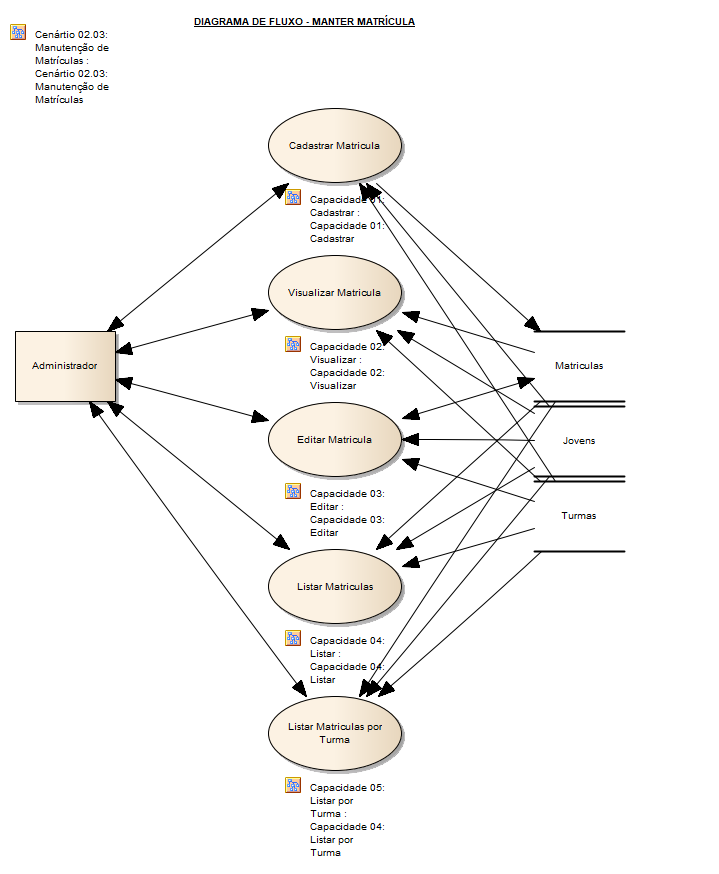 DIAGRAMA DE FLUXO - MANTER MATRÍCULA
Cenártio 02.03:
Manutenção de
Matrículas :
Cenártio 02.03:
Manutenção de
Matrículas
Cadastrar Matricula
Capacidade 01:
Cadastrar :
Capacidade 01:
Cadastrar
Visualizar Matricula
Capacidade 02:
Visualizar :
Capacidade 02:
Visualizar
Administrador
Matriculas
Editar Matricula
Jovens
Capacidade 03:
Editar :
Capacidade 03:
Editar
Turmas
Listar Matriculas
Capacidade 04:
Listar :
Capacidade 04:
Listar
Listar Matriculas por
Turma
Capacidade 05:
Listar por
Turma :
Capacidade 04:
Listar por
Turma